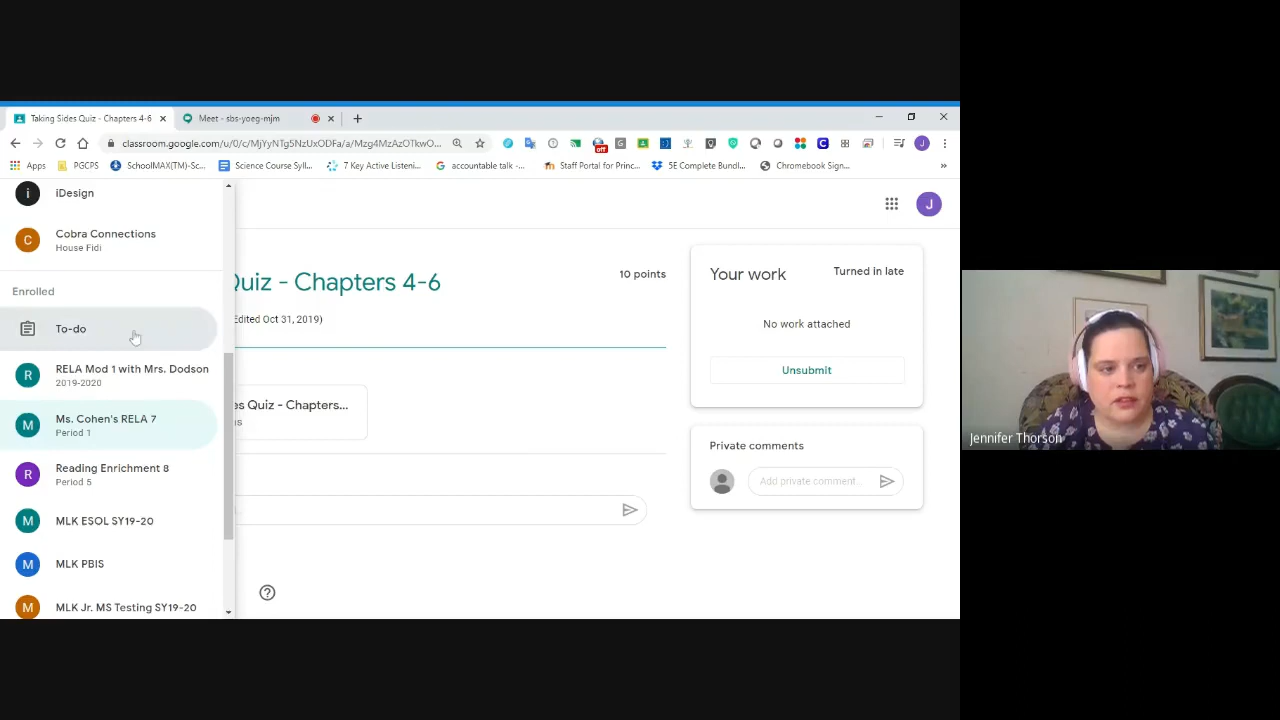 Taking Sides Quiz - Chapters 4-6
Meet - sbs-yoeg-mjm
classroom.google.com/u/0/c/MjYyNTg5NzUxODFa/a/Mzg4MzAzOTkwO...
off
J
Apps
PGCPS
SchoolMAX(TM)-Sc...
Science Course Syll...
7 Key Active Listeni...
accountable talk -...
Staff Portal for Princ...
5E Complete Bundl...
Chromebook Sign...
»
i
iDesign
C
Cobra Connections
House Fidi
Enrolled
To-do
R
RELA Mod 1 with Mrs. Dodson
2019-2020
M
Ms. Cohen's RELA 7
Period 1
R
Reading Enrichment 8
Period 5
M
MLK ESOL SY19-20
M
MLK PBIS
M
MLK Jr. MS Testing SY19-20
J
Quiz - Chapters 4-6
10 points
Edited Oct 31, 2019)
es Quiz - Chapters...
Your work
Turned in late
No work attached
Unsubmit
Private comments
Add private comment...
Jennifer Thorson